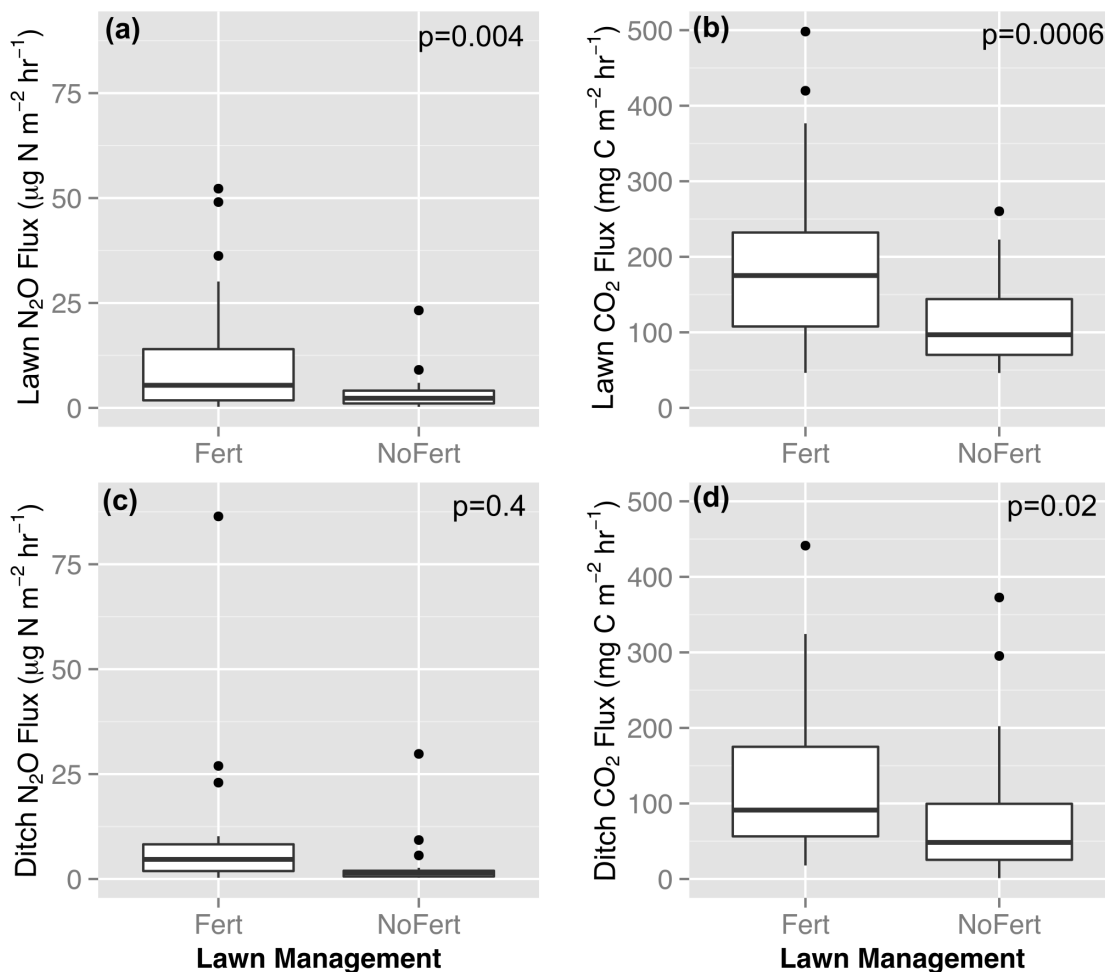 (a)
p=0.004
Lawn N₂O Flux (μg N m⁻² hr⁻¹)
75
50
25
0
Fert NoFert
(b)
p=0.0006
Lawn CO₂ Flux (mg C m⁻² hr⁻¹)
500
400
300
200
100
0
Fert NoFert
(c)
p=0.4
Ditch N₂O Flux (μg N m⁻² hr⁻¹)
75
50
25
0
Fert NoFert
Lawn Management
(d)
p=0.02
Ditch CO₂ Flux (mg C m⁻² hr⁻¹)
500
400
300
200
100
0
Fert NoFert
Lawn Management